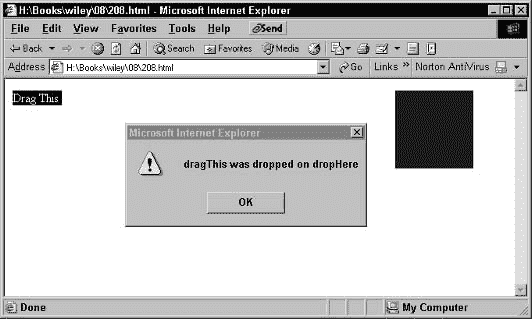 H:\Books\wiley\08\208.html - Microsoft Internet Explorer
File Edit View Favorites Tools Help Send
Back Search Favorites Media
Address H:\Books\wiley\08\208.html Go Links » Norton AntiVirus
Drag This
Microsoft Internet Explorer
dragThis was dropped on dropHere
OK
Done My Computer